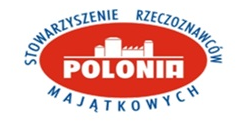 STOWARZYSZENIE RZECZOZNAWCÓW
POLONIA
MAJĄTKOWYCH